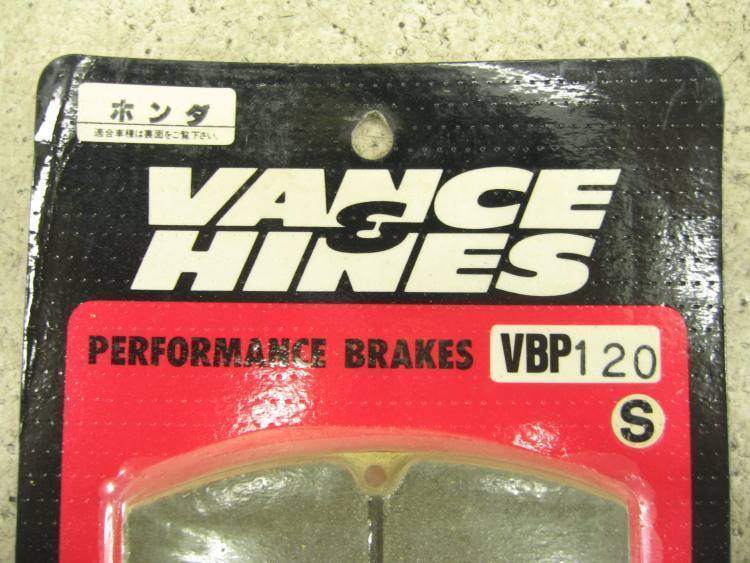 ホンダ
適合車種は裏面をご覧下さい。
VANCE
&
HINES
PERFORMANCE BRAKES VBP120
S